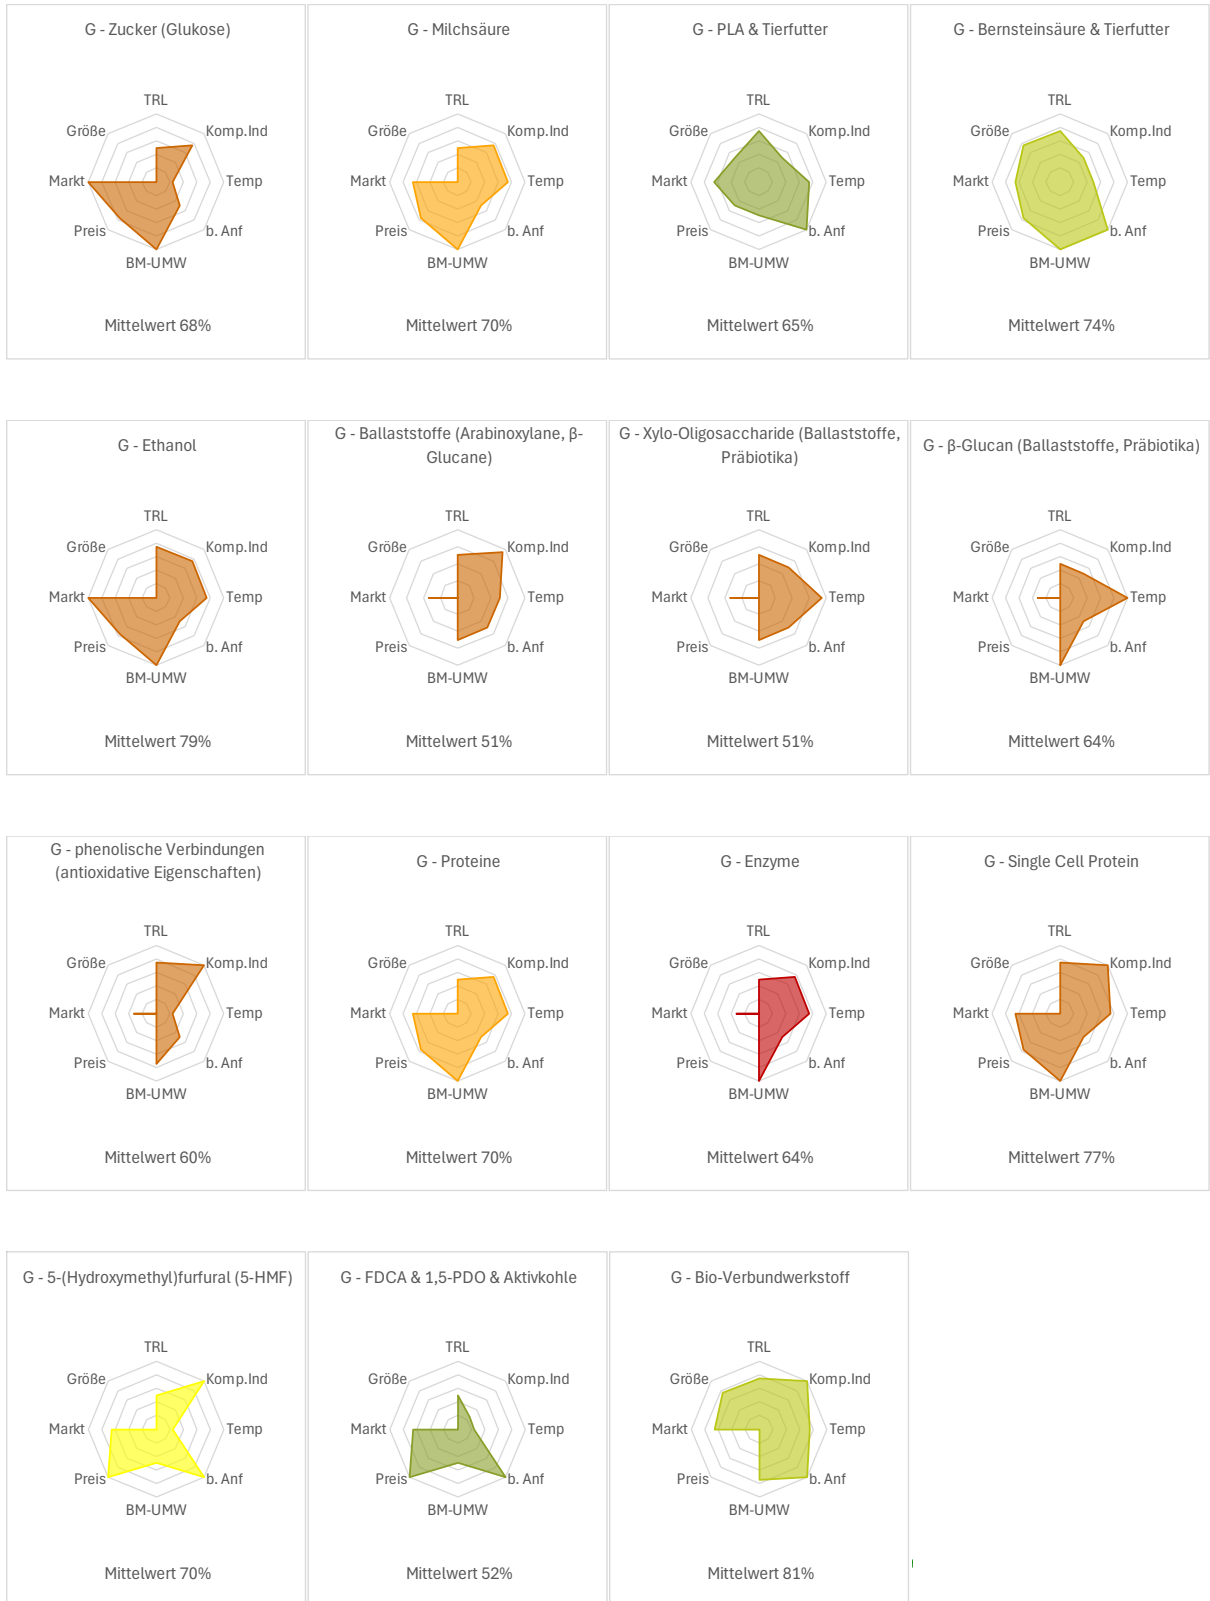 G - Zucker (Glukose)
TRL
Komp.Ind
Temp
b. Anf
BM-UMW
Preis
Markt
Größe
Mittelwert 68%
G - Milchsäure
TRL
Komp.Ind
Temp
b. Anf
BM-UMW
Preis
Markt
Größe
Mittelwert 70%
G - PLA & Tierfutter
TRL
Komp.Ind
Temp
b. Anf
BM-UMW
Preis
Markt
Größe
Mittelwert 65%
G - Bernsteinsäure & Tierfutter
TRL
Komp.Ind
Temp
b. Anf
BM-UMW
Preis
Markt
Größe
Mittelwert 74%
G - Ethanol
TRL
Komp.Ind
Temp
b. Anf
BM-UMW
Preis
Markt
Größe
Mittelwert 79%
G - Ballaststoffe (Arabinoxylane, β-
Glucane)
TRL
Komp.Ind
Temp
b. Anf
BM-UMW
Preis
Markt
Größe
Mittelwert 51%
G - Xylo-Oligosaccharide (Ballaststoffe,
Präbiotika)
TRL
Komp.Ind
Temp
b. Anf
BM-UMW
Preis
Markt
Größe
Mittelwert 51%
G - β-Glucan (Ballaststoffe, Präbiotika)
TRL
Komp.Ind
Temp
b. Anf
BM-UMW
Preis
Markt
Größe
Mittelwert 64%
G - phenolische Verbindungen
(antioxidative Eigenschaften)
TRL
Komp.Ind
Temp
b. Anf
BM-UMW
Preis
Markt
Größe
Mittelwert 60%
G - Proteine
TRL
Komp.Ind
Temp
b. Anf
BM-UMW
Preis
Markt
Größe
Mittelwert 70%
G - Enzyme
TRL
Komp.Ind
Temp
b. Anf
BM-UMW
Preis
Markt
Größe
Mittelwert 64%
G - Single Cell Protein
TRL
Komp.Ind
Temp
b. Anf
BM-UMW
Preis
Markt
Größe
Mittelwert 77%
G - 5-(Hydroxymethyl)furfural (5-HMF)
TRL
Komp.Ind
Temp
b. Anf
BM-UMW
Preis
Markt
Größe
Mittelwert 70%
G - FDCA & 1,5-PDO & Aktivkohle
TRL
Komp.Ind
Temp
b. Anf
BM-UMW
Preis
Markt
Größe
Mittelwert 52%
G - Bio-Verbundwerkstoff
TRL
Komp.Ind
Temp
b. Anf
BM-UMW
Preis
Markt
Größe
Mittelwert 81%